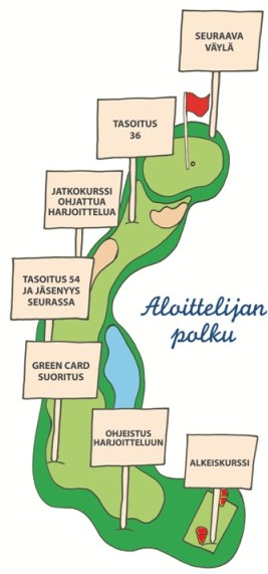 SEURAAVA
VÄYLÄ
TASOITUS
36
JATKOKURSSI
OHJATTUA
HARJOITTELUA
TASOITUS 54
JA JÄSENYYS
SEURASSA
Aloittelijan
polku
GREEN CARD
SUORITUS
OHJEISTUS
HARJOITTELUUN
ALKEISKURSSI